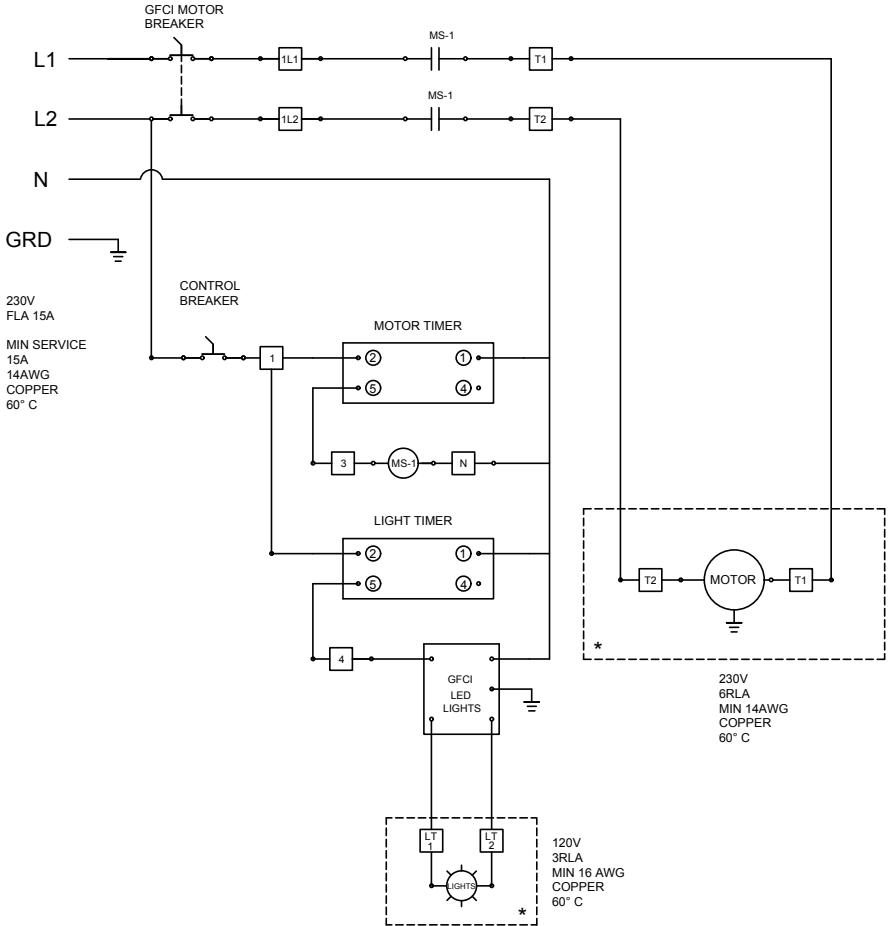 GFCI MOTOR
BREAKER
L1
1L1
MS-1
T1
L2
1L2
MS-1
T2
N
GRD
230V
FLA 15A
MIN SERVICE
15A
14AWG
COPPER
60° C
CONTROL
BREAKER
1
MOTOR TIMER
2
1
5
4
3
MS-1
N
LIGHT TIMER
2
1
5
4
4
GFCI
LED
LIGHTS
T2
MOTOR
T1
*
230V
6RLA
MIN 14AWG
COPPER
60° C
LT
1
LT
2
LIGHTS
*
120V
3RLA
MIN 16 AWG
COPPER
60° C